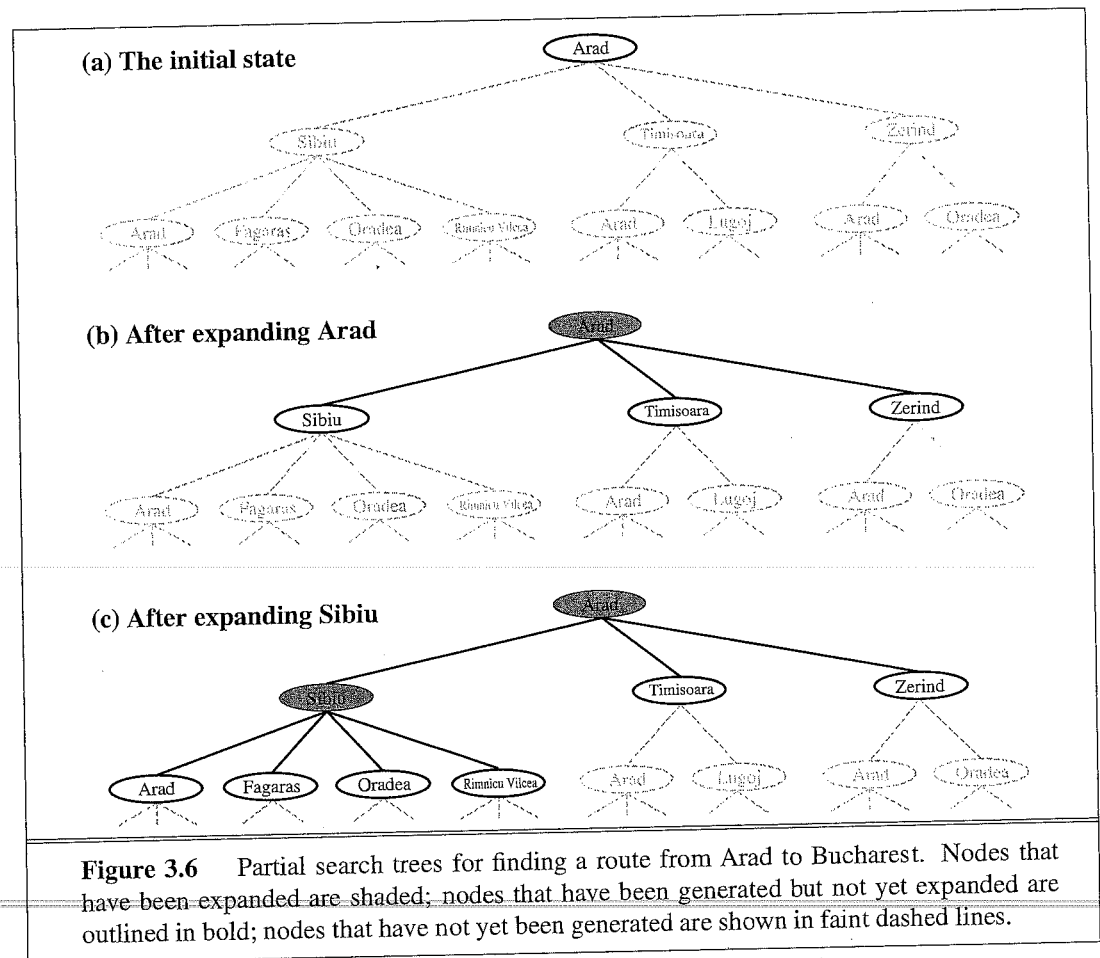 (a) The initial state
Arad
Sibiu
Timisoara
Zerind
Arad
Fagaras
Oradea
Rimnicu Vilcea
Arad
Lugoj
Arad
Oradea
(b) After expanding Arad
Arad
Sibiu
Timisoara
Zerind
Arad
Fagaras
Oradea
Rimnicu Vilcea
Arad
Lugoj
Arad
Oradea
(c) After expanding Sibiu
Arad
Sibiu
Timisoara
Zerind
Arad
Fagaras
Oradea
Rimnicu Vilcea
Arad
Lugoj
Arad
Oradea
Figure 3.6 Partial search trees for finding a route from Arad to Bucharest. Nodes that
have been expanded are shaded; nodes that have been generated but not yet expanded are
outlined in bold; nodes that have not yet been generated are shown in faint dashed lines.